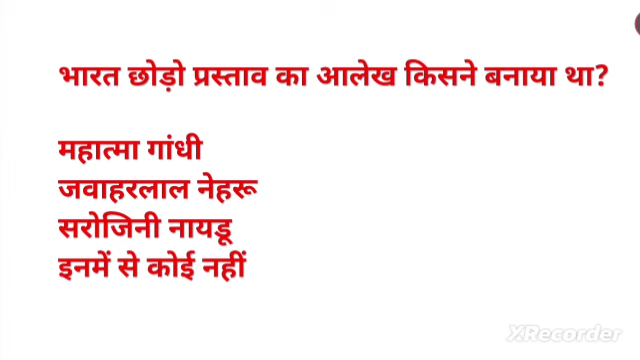 भारत छोड़ो प्रस्ताव का आलेख किसने बनाया था?
महात्मा गांधी
जवाहरलाल नेहरू
सरोजिनी नायडू
इनमें से कोई नहीं
XRecorder